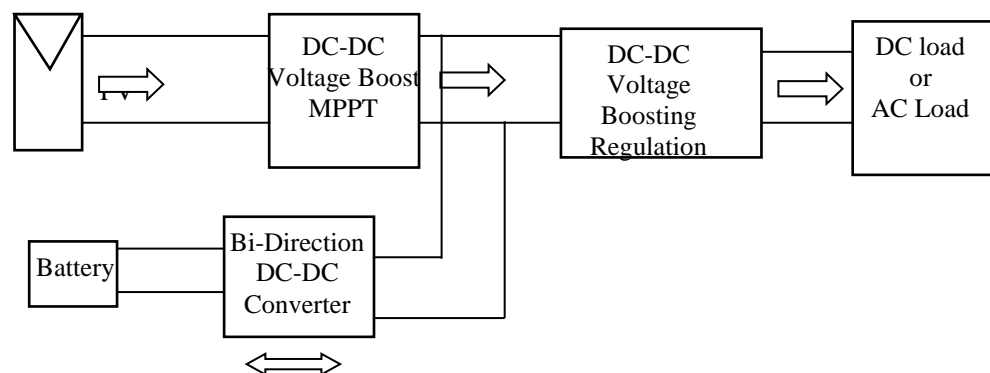 DC-DC
Voltage Boost
MPPT
DC-DC
Voltage
Boosting
Regulation
DC load
or
AC Load
Battery
Bi-Direction
DC-DC
Converter